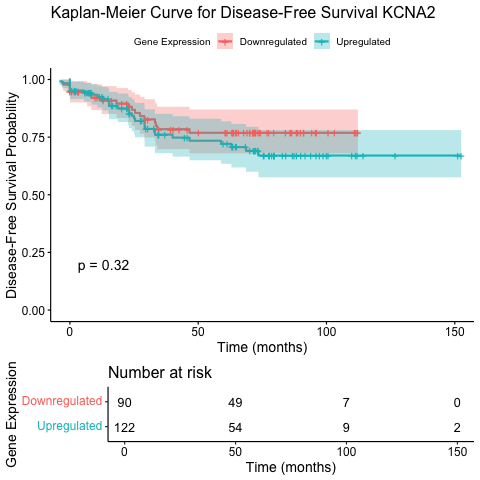 Kaplan-Meier Curve for Disease-Free Survival KCNA2
Gene Expression Downregulated Upregulated
Disease-Free Survival Probability
1.00
0.75
0.50
0.25
0.00
p = 0.32
0 50 100 150
Time (months)
Number at risk
Gene Expression
Downregulated 90 49 7 0
Upregulated 122 54 9 2
0 50 100 150
Time (months)